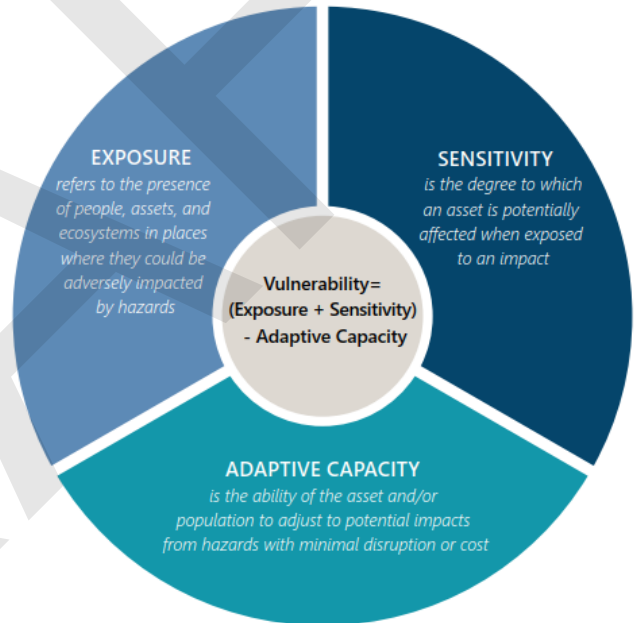 EXPOSURE
refers to the presence
of people, assets, and
ecosystems in places
where they could be
adversely impacted
by hazards
SENSITIVITY
is the degree to which
an asset is potentially
affected when exposed
to an impact
Vulnerability=
(Exposure + Sensitivity)
- Adaptive Capacity
ADAPTIVE CAPACITY
is the ability of the asset and/or
population to adjust to potential impacts
from hazards with minimal disruption or cost